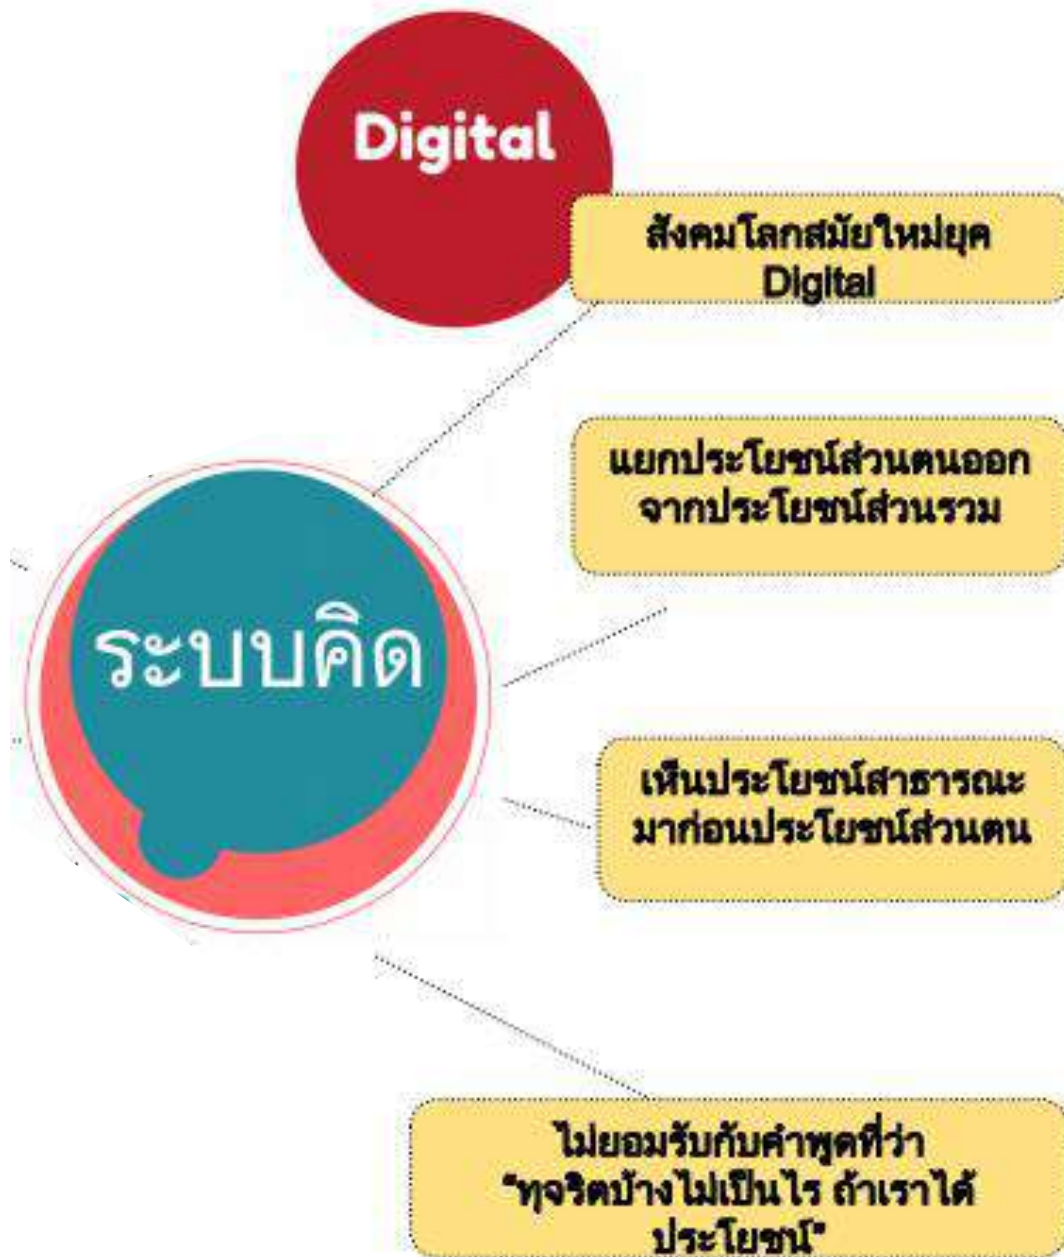 Digital
สังคมโลกสมัยใหม่ยุค
Digital
แยกประโยชน์ส่วนตนออก
จากประโยชน์ส่วนรวม
ระบบคิด
เห็นประโยชน์สาธารณะ
มาก่อนประโยชน์ส่วนตน
ไม่ยอมรับกับคำพูดที่ว่า
"ทุจริตบ้างไม่เป็นไร ถ้าเราได้
ประโยชน์"